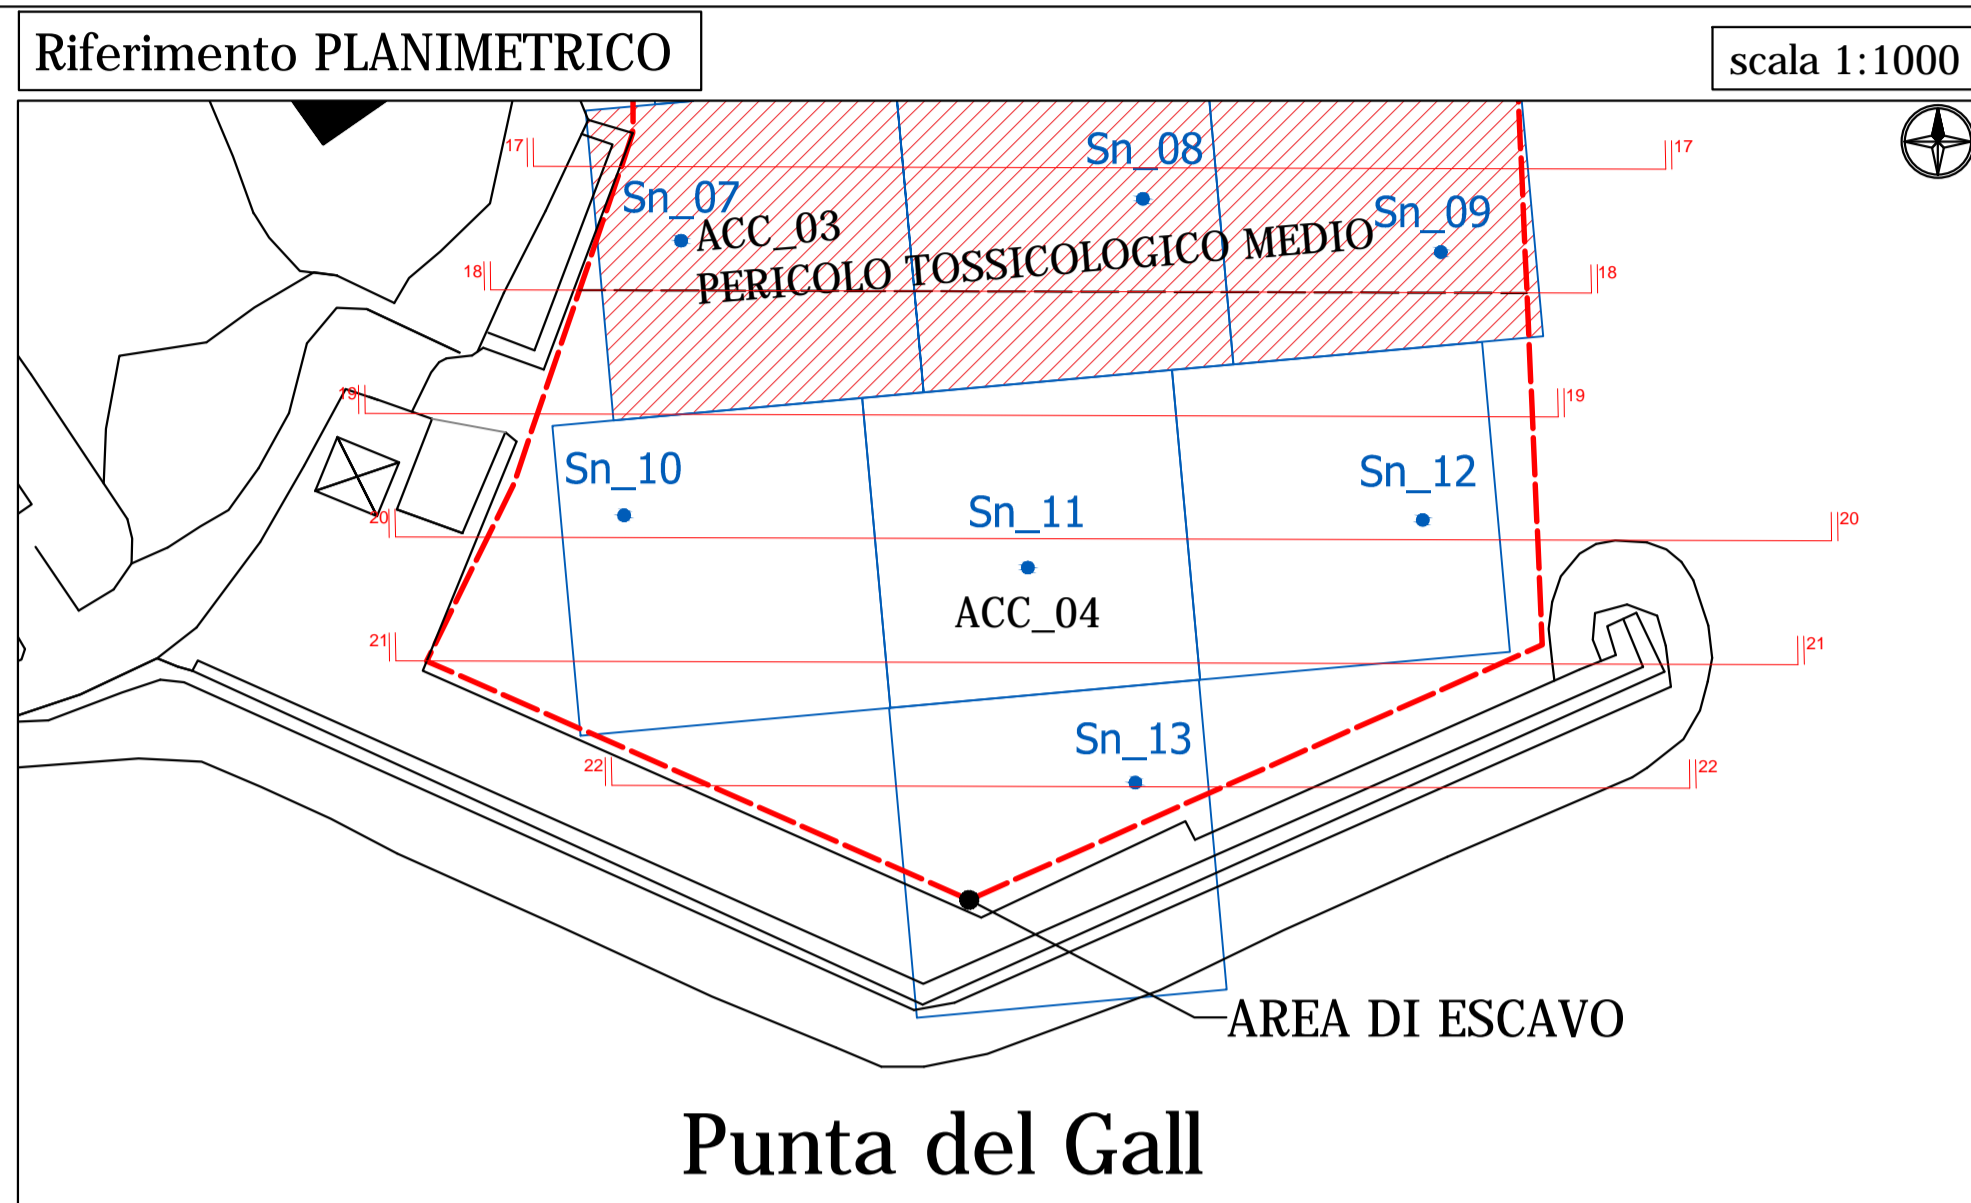 Riferimento PLANIMETRICO
scala 1:1000
17
17
Sn_08
Sn_07
Sn_09
ACC_03
PERICOLO TOSSICOLOGICO MEDIO
18
18
19
19
Sn_10
Sn_12
Sn_11
20
20
ACC_04
21
21
Sn_13
22
22
AREA DI ESCAVO
Punta del Gall